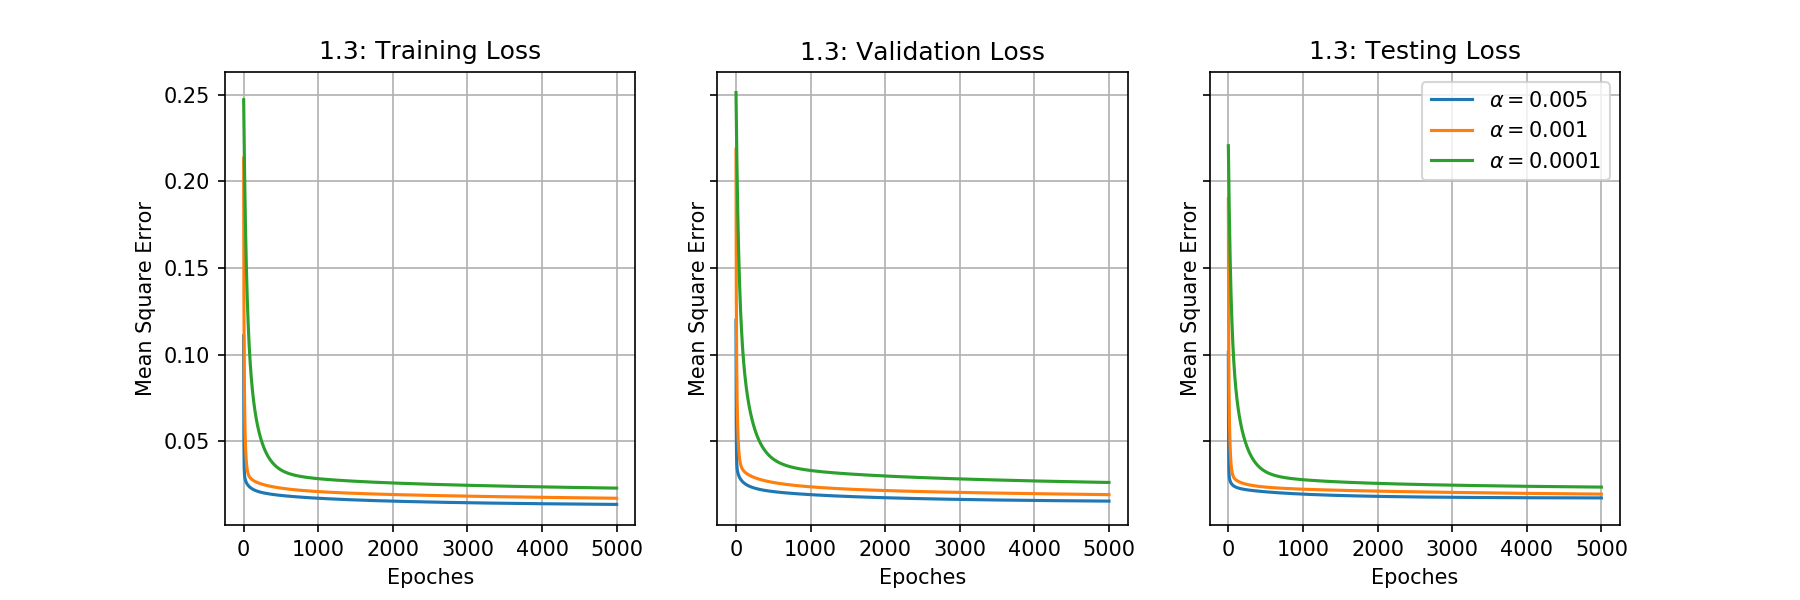 1.3: Training Loss
1.3: Validation Loss
1.3: Testing Loss
Mean Square Error
0.25
0.20
0.15
0.10
0.05
0 1000 2000 3000 4000 5000
Epoches
Mean Square Error
0 1000 2000 3000 4000 5000
Epoches
Mean Square Error
α = 0.005
α = 0.001
α = 0.0001
0 1000 2000 3000 4000 5000
Epoches